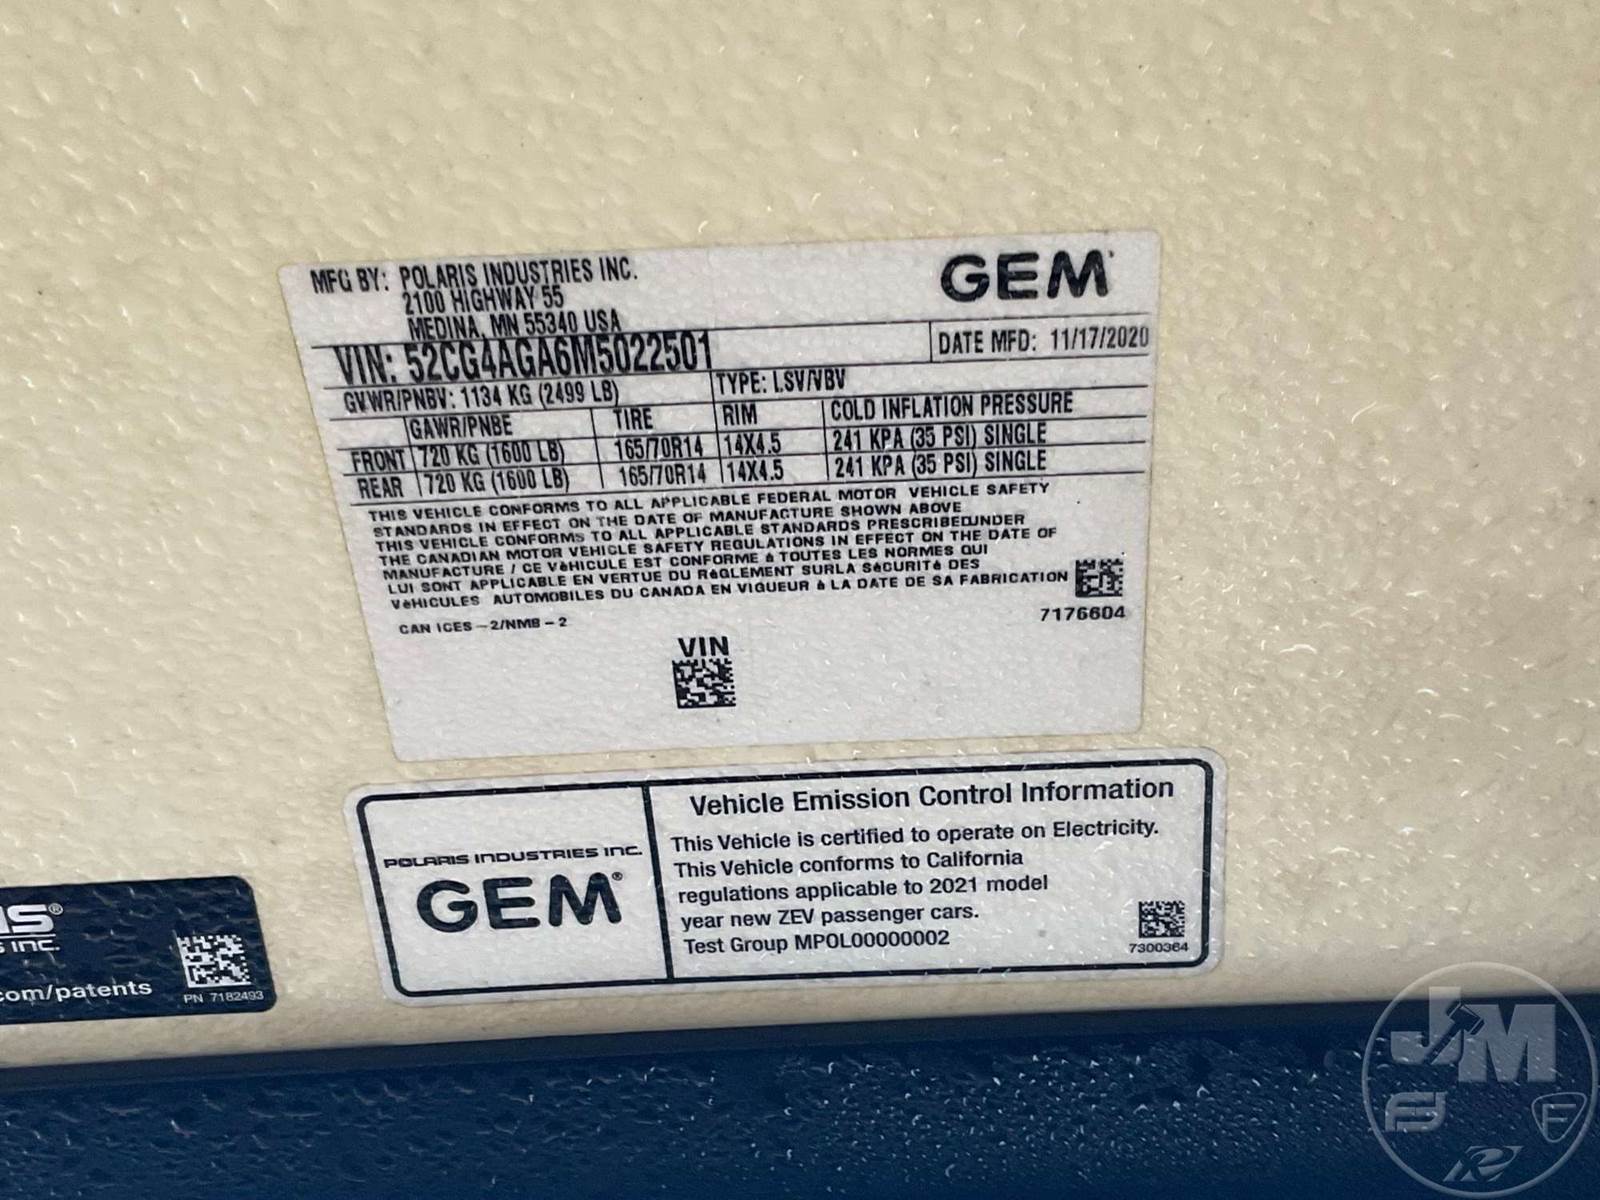 MFG BY: POLARIS INDUSTRIES INC.
2100 HIGHWAY 55
MEDINA, MN 55340 USA
GEM
VIN: 52CG4AGA6M5022501
DATE MFD: 11/17/2020
GVWR/PNBV: 1134 KG (2499 LB)
TYPE: LSV/VBV
GAWR/PNBE TIRE RIM COLD INFLATION PRESSURE
FRONT 720 KG (1600 LB) 165/70R14 14X4.5 241 KPA (35 PSI) SINGLE
REAR 720 KG (1600 LB) 165/70R14 14X4.5 241 KPA (35 PSI) SINGLE
THIS VEHICLE CONFORMS TO ALL APPLICABLE FEDERAL MOTOR VEHICLE SAFETY
STANDARDS IN EFFECT ON THE DATE OF MANUFACTURE SHOWN ABOVE
THIS VEHICLE CONFORMS TO ALL APPLICABLE STANDARDS PRESCRIBEDUNDER
THE CANADIAN MOTOR VEHICLE SAFETY REGULATIONS IN EFFECT ON THE DATE OF
MANUFACTURE / CE VèHICULE EST CONFORME à TOUTES LES NORMES QUI
LUI SONT APPLICABLE EN VERTUE DU RèGLEMENT SURLA SéCURITé DES
VèHICULES AUTOMOBILES DU CANADA EN VIGUEUR à LA DATE DE SA FABRICATION
7176604
CAN ICES-2/NMB-2
VIN
POLARIS INDUSTRIES INC.
GEM®
Vehicle Emission Control Information
This Vehicle is certified to operate on Electricity.
This Vehicle conforms to California
regulations applicable to 2021 model
year new ZEV passenger cars.
Test Group MPOL00000002
7300364
IS®
S INC.
com/patents
PN 7182493
JM
F